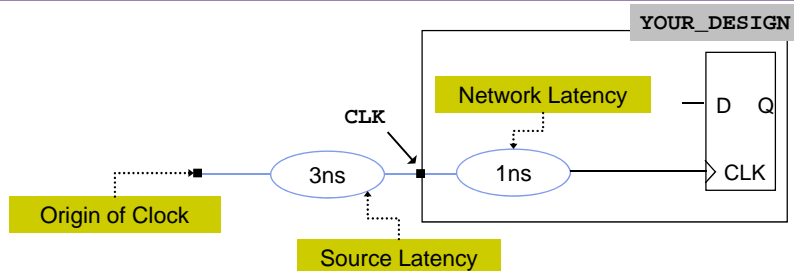 YOUR_DESIGN
Network Latency
CLK
D Q
3ns
1ns
CLK
Origin of Clock
Source Latency